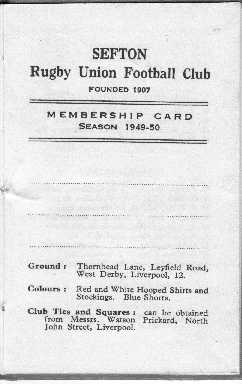 SEFTON
Rugby Union Football Club
FOUNDED 1907
MEMBERSHIP CARD
SEASON 1949-50
Ground : Thornhead Lane, Leyfield Road,
West Derby, Liverpool, 12.
Colours : Red and White Hooped Shirts and
Stockings. Blue Shorts.
Club Ties and Squares : can be obtained
from Messrs. Watson Prickard, North
John Street, Liverpool.